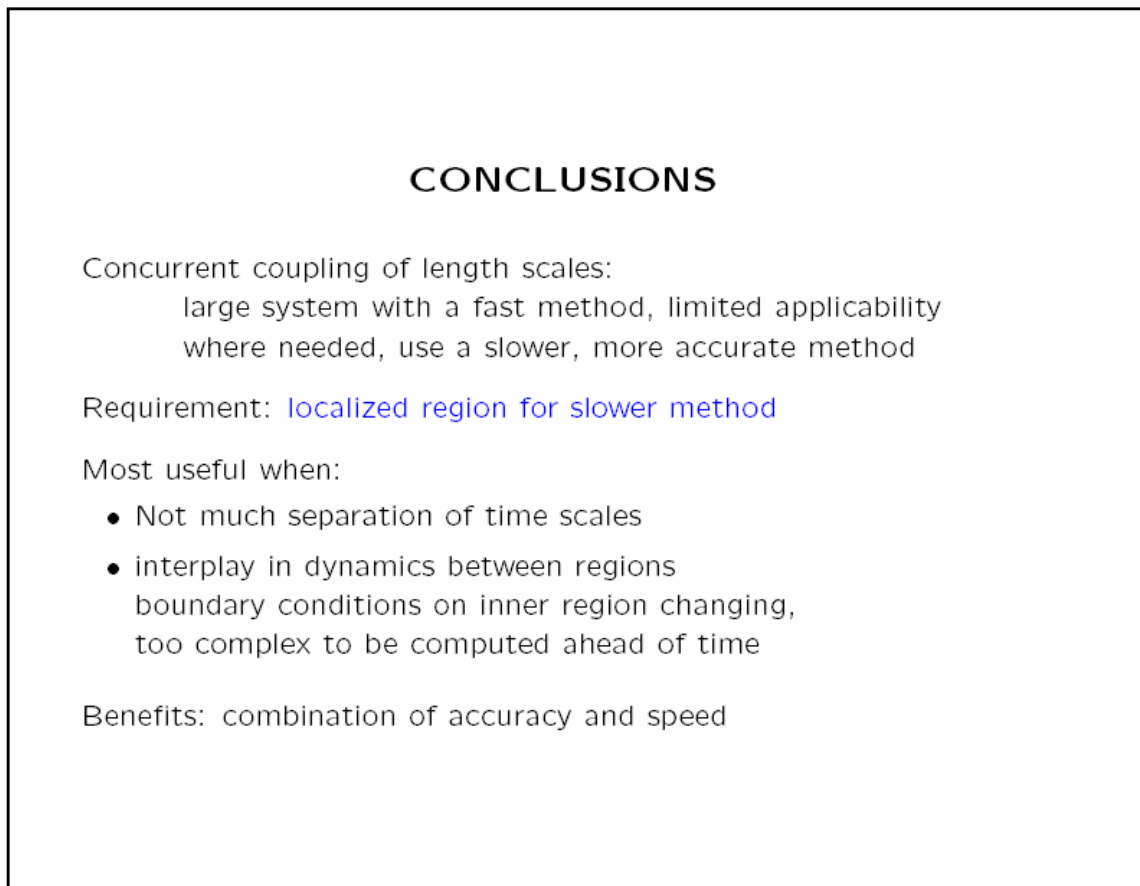 CONCLUSIONS
Concurrent coupling of length scales:
large system with a fast method, limited applicability
where needed, use a slower, more accurate method
Requirement: localized region for slower method
Most useful when:
• Not much separation of time scales
• interplay in dynamics between regions
boundary conditions on inner region changing,
too complex to be computed ahead of time
Benefits: combination of accuracy and speed